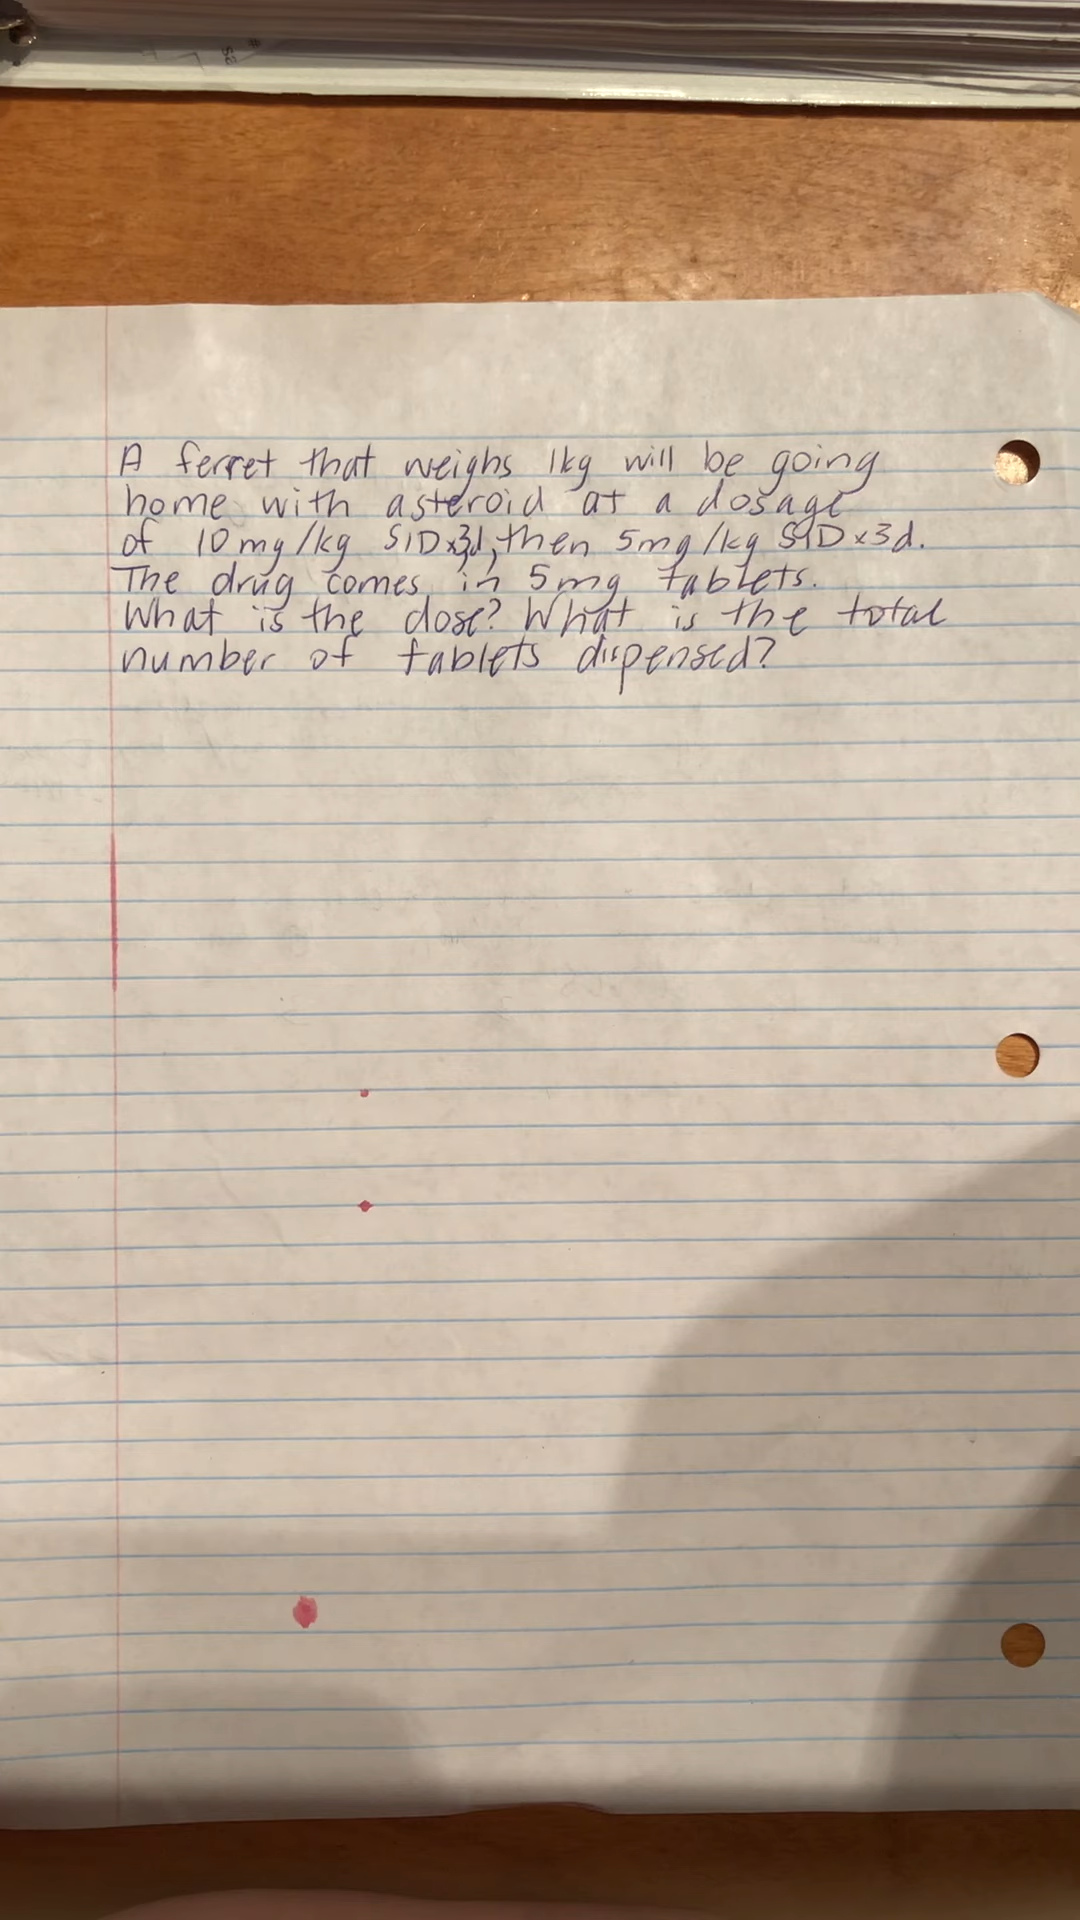 A ferret that weighs 1kg will be going
home with asteroid at a dosage
of 10mg/kg SID x3d, then 5mg/kg SID x3d.
The drug comes in 5mg tablets.
What is the dose? What is the total
number of tablets dispensed?